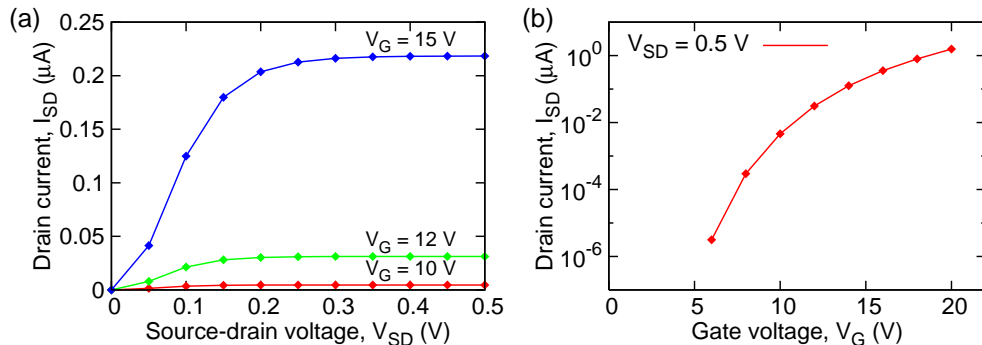 (a)
Drain current, I_SD (μA)
0.25
0.2
0.15
0.1
0.05
0
V_G = 15 V
V_G = 12 V
V_G = 10 V
0 0.1 0.2 0.3 0.4 0.5
Source-drain voltage, V_SD (V)
(b)
Drain current, I_SD (μA)
V_SD = 0.5 V
10^0
10^-2
10^-4
10^-6
0 5 10 15 20
Gate voltage, V_G (V)